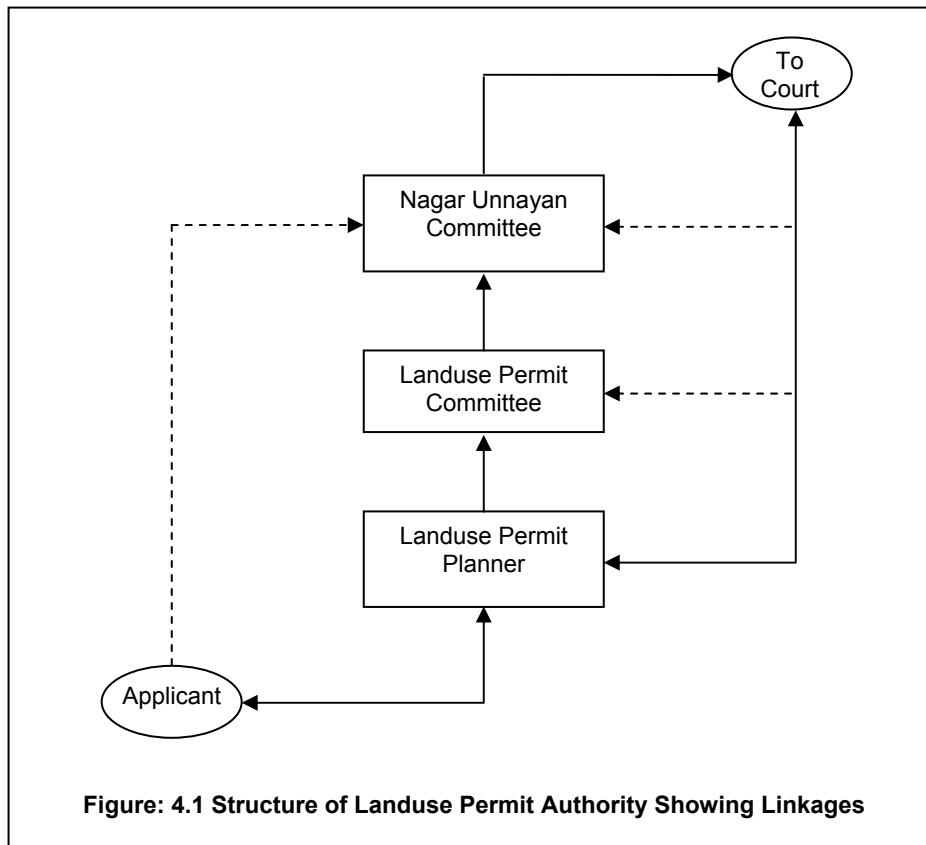 To
Court
Nagar Unnayan
Committee
Landuse Permit
Committee
Landuse Permit
Planner
Applicant
Figure: 4.1 Structure of Landuse Permit Authority Showing Linkages